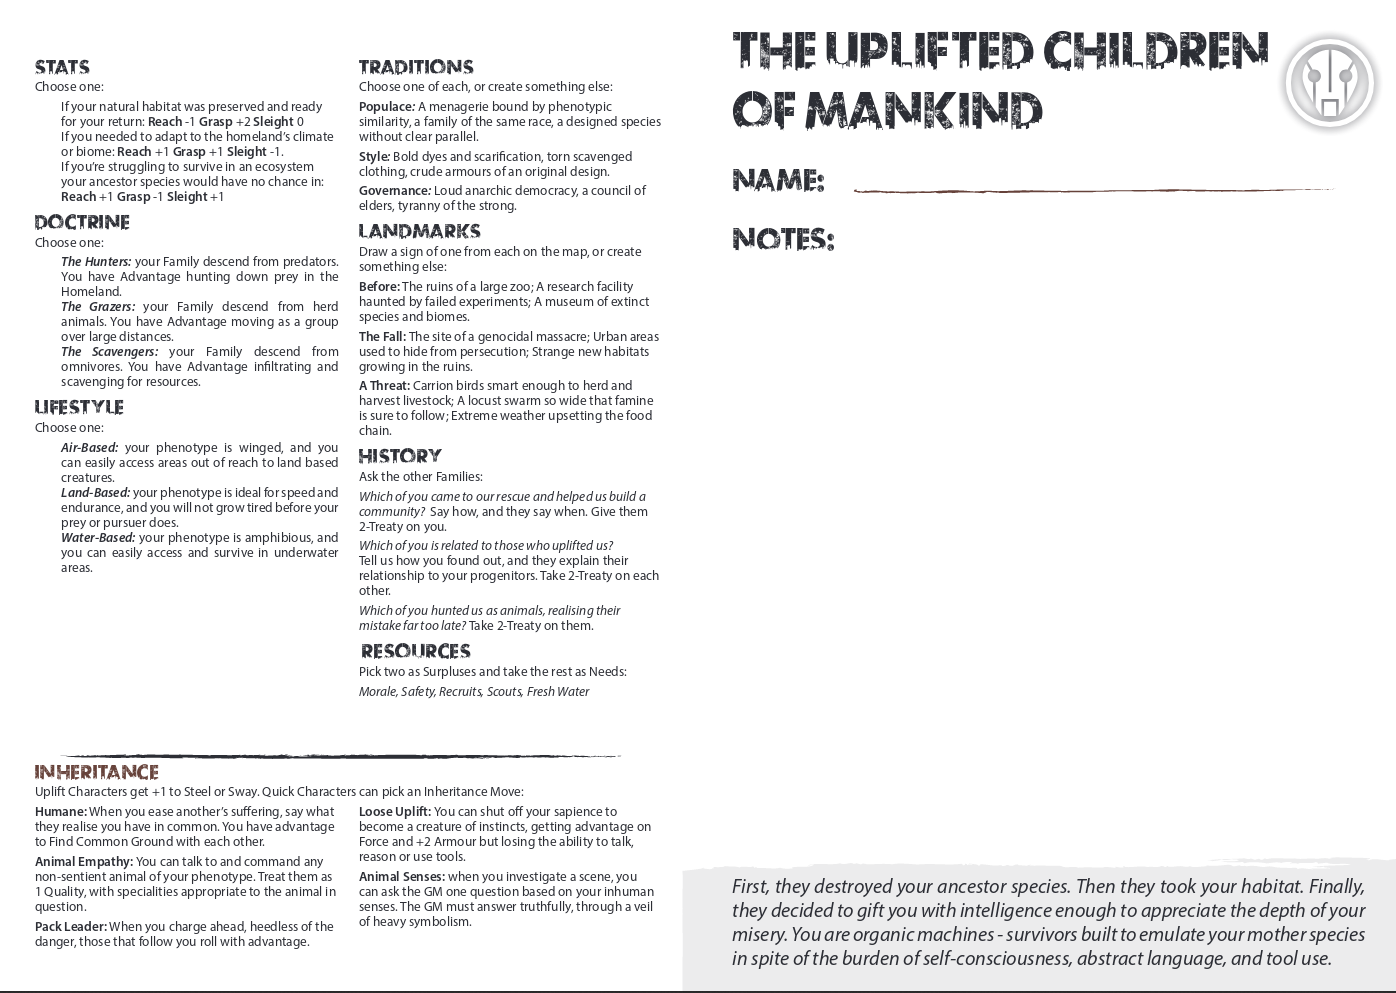 STATS
Choose one:
If your natural habitat was preserved and ready
for your return: Reach -1 Grasp +2 Sleight 0
If you needed to adapt to the homeland's climate
or biome: Reach +1 Grasp +1 Sleight -1.
If you're struggling to survive in an ecosystem
your ancestor species would have no chance in:
Reach +1 Grasp -1 Sleight +1
DOCTRINE
Choose one:
The Hunters: your Family descend from predators.
You have Advantage hunting down prey in the
Homeland.
The Grazers: your Family descend from herd
animals. You have Advantage moving as a group
over large distances.
The Scavengers: your Family descend from
omnivores. You have Advantage infiltrating and
scavenging for resources.
LIFESTYLE
Choose one:
Air-Based: your phenotype is winged, and you
can easily access areas out of reach to land based
creatures.
Land-Based: your phenotype is ideal for speed and
endurance, and you will not grow tired before your
prey or pursuer does.
Water-Based: your phenotype is amphibious, and
you can easily access and survive in underwater
areas.
TRADITIONS
Choose one of each, or create something else:
Populace: A menagerie bound by phenotypic
similarity, a family of the same race, a designed species
without clear parallel.
Style: Bold dyes and scarification, torn scavenged
clothing, crude armours of an original design.
Governance: Loud anarchic democracy, a council of
elders, tyranny of the strong.
LANDMARKS
Draw a sign of one from each on the map, or create
something else:
Before: The ruins of a large zoo; A research facility
haunted by failed experiments; A museum of extinct
species and biomes.
The Fall: The site of a genocidal massacre; Urban areas
used to hide from persecution; Strange new habitats
growing in the ruins.
A Threat: Carrion birds smart enough to herd and
harvest livestock; A locust swarm so wide that famine
is sure to follow; Extreme weather upsetting the food
chain.
HISTORY
Ask the other Families:
Which of you came to our rescue and helped us build a
community? Say how, and they say when. Give them
2-Treaty on you.
Which of you is related to those who uplifted us?
Tell us how you found out, and they explain their
relationship to your progenitors. Take 2-Treaty on each
other.
Which of you hunted us as animals, realising their
mistake far too late? Take 2-Treaty on them.
RESOURCES
Pick two as Surpluses and take the rest as Needs:
Morale, Safety, Recruits, Scouts, Fresh Water
INHERITANCE
Uplift Characters get +1 to Steel or Sway. Quick Characters can pick an Inheritance Move:
Humane: When you ease another's suffering, say what
they realise you have in common. You have advantage
to Find Common Ground with each other.
Animal Empathy: You can talk to and command any
non-sentient animal of your phenotype. Treat them as
1 Quality, with specialities appropriate to the animal in
question.
Pack Leader: When you charge ahead, heedless of the
danger, those that follow you roll with advantage.
Loose Uplift: You can shut off your sapience to
become a creature of instincts, getting advantage on
Force and +2 Armour but losing the ability to talk,
reason or use tools.
Animal Senses: when you investigate a scene, you
can ask the GM one question based on your inhuman
senses. The GM must answer truthfully, through a veil
of heavy symbolism.
THE UPLIFTED CHILDREN
OF MANKIND
NAME:
NOTES:
First, they destroyed your ancestor species. Then they took your habitat. Finally,
they decided to gift you with intelligence enough to appreciate the depth of your
misery. You are organic machines - survivors built to emulate your mother species
in spite of the burden of self-consciousness, abstract language, and tool use.